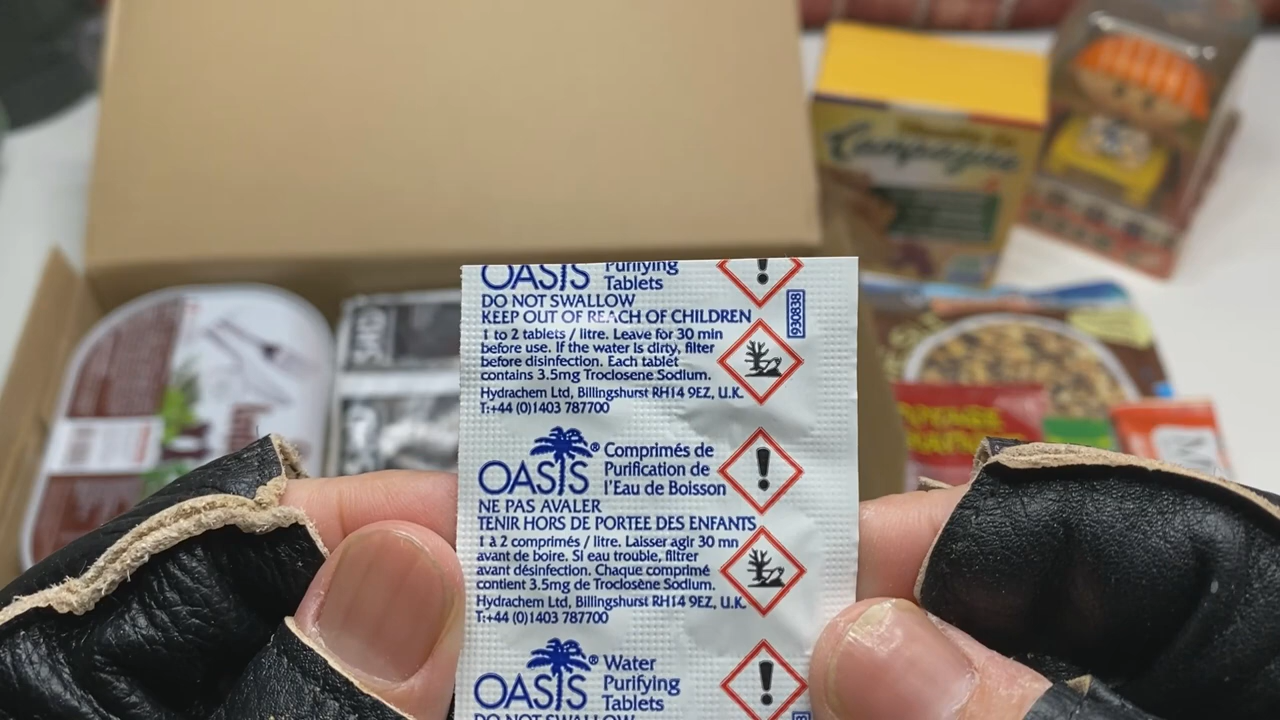 Campagne
Purifying
OASIS Tablets
DO NOT SWALLOW
KEEP OUT OF REACH OF CHILDREN
930838
1 to 2 tablets / litre. Leave for 30 min
before use. If the water is dirty, filter
before disinfection. Each tablet
contains 3.5mg Troclosene Sodium.
Hydrachem Ltd, Billingshurst RH14 9EZ, U.K.
T:+44 (0)1403 787700
Comprimés de
Purification de
OASIS® l'Eau de Boisson
NE PAS AVALER
TENIR HORS DE PORTEE DES ENFANTS
1 à 2 comprimés / litre. Laisser agir 30 mn
avant de boire. Si eau trouble, filtrer
avant désinfection. Chaque comprimé
contient 3.5mg de Troclosène Sodium.
Hydrachem Ltd, Billingshurst RH14 9EZ, U.K.
T:+44 (0)1403 787700
Water
Purifying
OASIS® Tablets
DO NOT SWALLOW